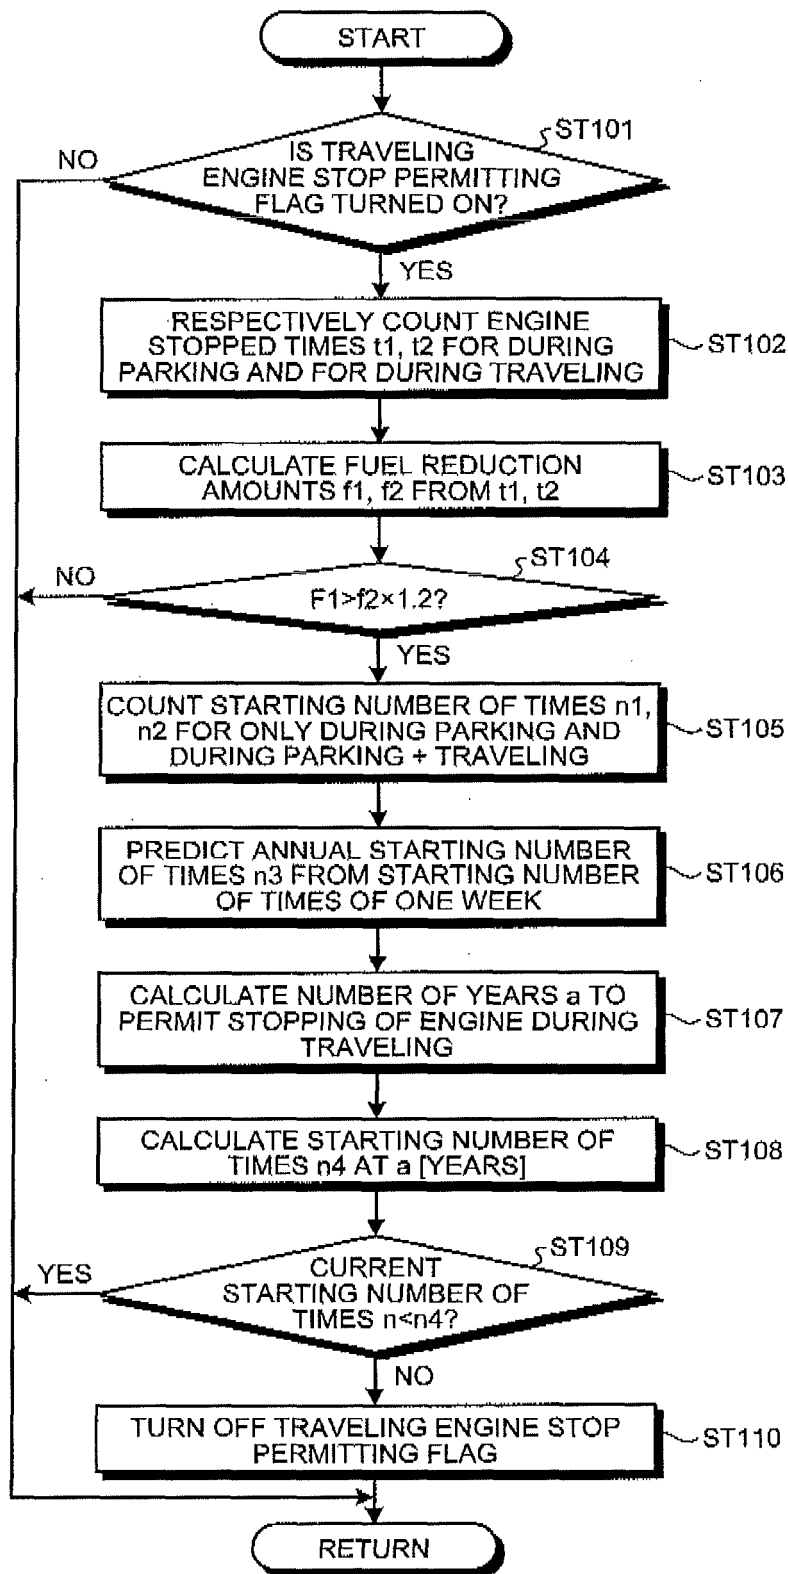 START
ST101
NO
IS TRAVELING
ENGINE STOP PERMITTING
FLAG TURNED ON?
YES
RESPECTIVELY COUNT ENGINE
STOPPED TIMES t1, t2 FOR DURING
PARKING AND FOR DURING TRAVELING
ST102
CALCULATE FUEL REDUCTION
AMOUNTS f1, f2 FROM t1, t2
ST103
ST104
NO
F1>f2×1.2?
YES
COUNT STARTING NUMBER OF TIMES n1,
n2 FOR ONLY DURING PARKING AND
DURING PARKING + TRAVELING
ST105
PREDICT ANNUAL STARTING NUMBER
OF TIMES n3 FROM STARTING NUMBER
OF TIMES OF ONE WEEK
ST106
CALCULATE NUMBER OF YEARS a TO
PERMIT STOPPING OF ENGINE DURING
TRAVELING
ST107
CALCULATE STARTING NUMBER OF
TIMES n4 AT a [YEARS]
ST108
ST109
YES
CURRENT
STARTING NUMBER OF
TIMES n<n4?
NO
TURN OFF TRAVELING ENGINE STOP
PERMITTING FLAG
ST110
RETURN